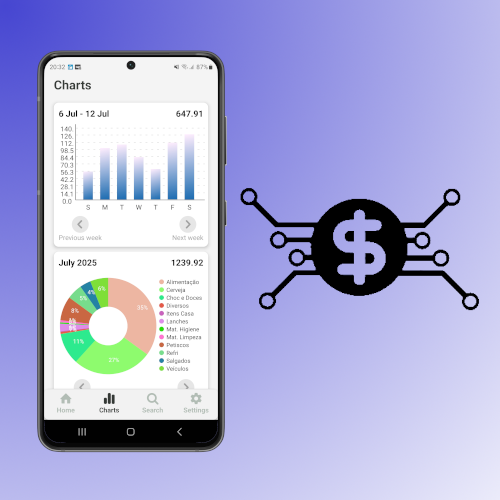 20:32
87%
Charts
6 Jul - 12 Jul 647.91
140.
126.
112.
98.5
84.4
70.3
56.3
42.2
28.1
14.1
0.0
S M T W T F S
Previous week Next week
July 2025 1239.92
35%
27%
11%
8%
5%
4%
6%
Alimentação
Cerveja
Choc e Doces
Diversos
Itens Casa
Lanches
Mat. Higiene
Mat. Limpeza
Petiscos
Refri
Salgados
Veículos
Home Charts Search Settings
$